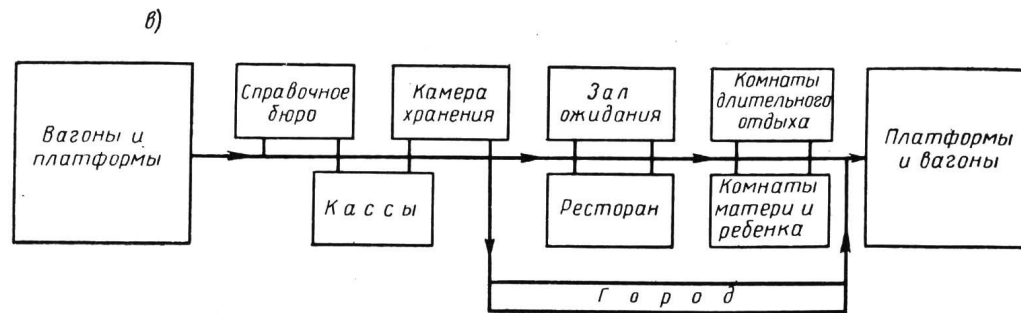 в)
Вагоны и
платформы
Справочное
бюро
Кассы
Камера
хранения
Зал
ожидания
Ресторан
Комнаты
длительного
отдыха
Комнаты
матери и
ребенка
Платформы
и вагоны
Город